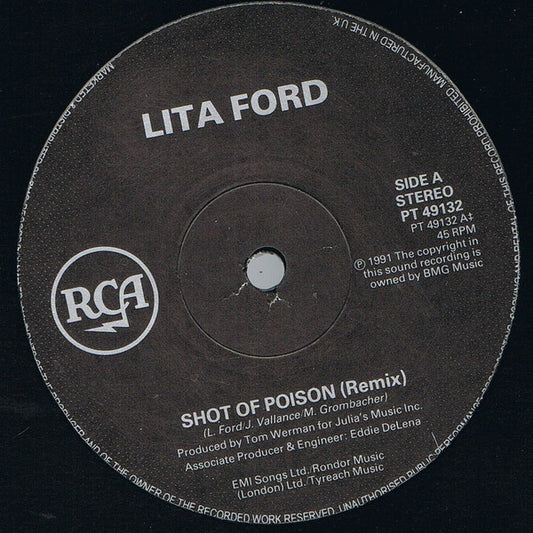 LITA FORD
SIDE A
STEREO
PT 49132
PT 49132 A‡
45 RPM
℗ 1991 The copyright in
this sound recording is
owned by BMG Music
RCA
SHOT OF POISON (Remix)
(L. Ford/J. Vallance/M. Grombacher)
Produced by Tom Werman for Julia's Music Inc.
Associate Producer & Engineer: Eddie DeLena
EMI Songs Ltd./Rondor Music
(London) Ltd./Tyreach Music
MANUFACTURED IN THE U.K.
AND OF THE OWNER OF THE RECORDED WORK RESERVED. UNAUTHORISED PUBLIC PERFORMANCE
RECORD PROHIBITED.